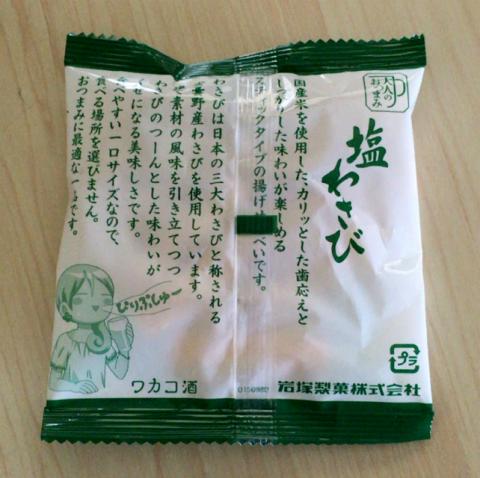 大人の
おつまみ
塩わさび
国産米を使用した、カリッとした歯応えと
した味わいが楽しめる
スティックタイプの揚げせんべいです。
わさびは日本の三大わさびと称される
野産わさびを使用しています。
素材の風味を引き立てつつ
わさびのつーんとした味わいが
くせになる美味しさです。
食べやすい一口サイズなので、
食べる場所を選びません。
おつまみに最適な一品です。
ぴりぷしゅー
ワカコ酒
岩塚製菓株式会社
プラ